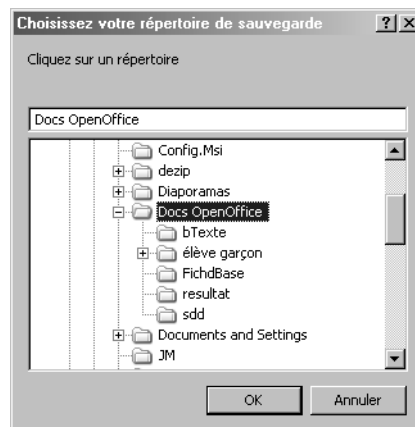 Choisissez votre répertoire de sauvegarde
Cliquez sur un répertoire
Docs OpenOffice
Config.Msi
dezip
Diaporamas
Docs OpenOffice
bTexte
élève garçon
FichdBase
resultat
sdd
Documents and Settings
JM
OK Annuler